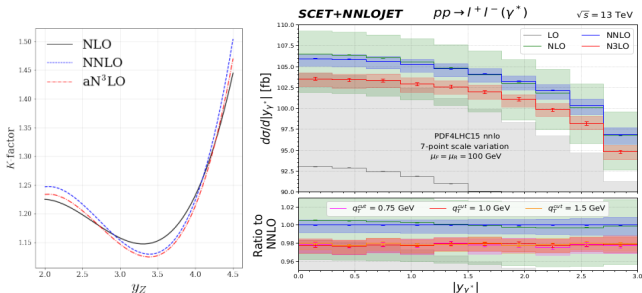 1.40
1.35
1.30
1.25
1.20
1.15
K factor
NLO
NNLO
aN³LO
2.0
2.5
3.0
3.5
4.0
4.5
y_Z
SCET+NNLOJET
pp → l⁺l⁻(γ*)
√s = 13 TeV
110.0
107.5
105.0
102.5
100.0
97.5
95.0
92.5
90.0
dσ/d|y_γ*| [fb]
LO
NLO
NNLO
N3LO
PDF4LHC15 nnlo
7-point scale variation
μ_F = μ_R = 100 GeV
Ratio to
NNLO
1.02
1.00
0.98
0.96
q_T^cut = 0.75 GeV
q_T^cut = 1.0 GeV
q_T^cut = 1.5 GeV
0.0
0.5
1.0
1.5
2.0
2.5
3.0
|y_γ*|